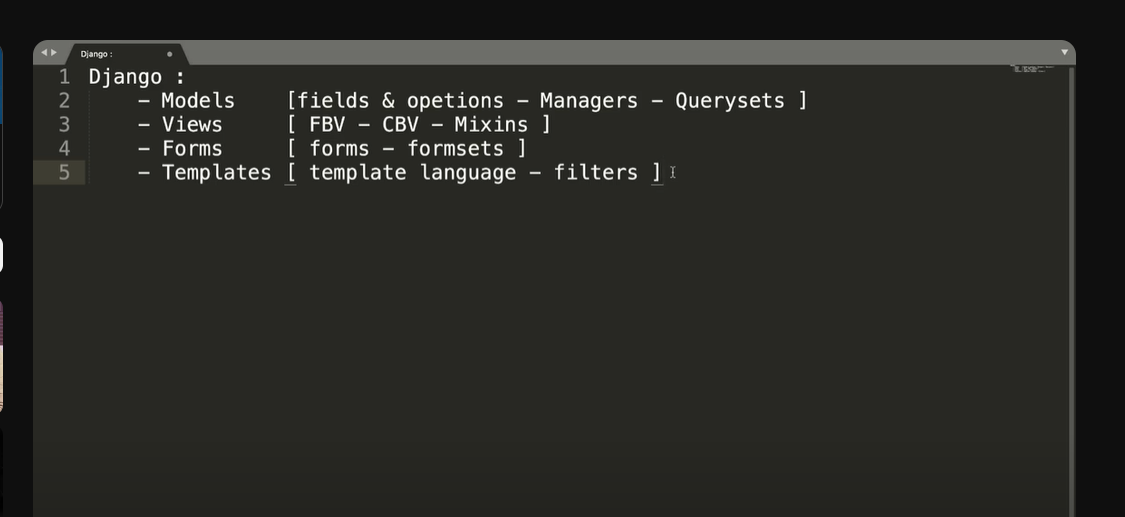 Django :
1 Django :
2 - Models [fields & opetions - Managers - Querysets ]
3 - Views [ FBV - CBV - Mixins ]
4 - Forms [ forms - formsets ]
5 - Templates [ template language - filters ]